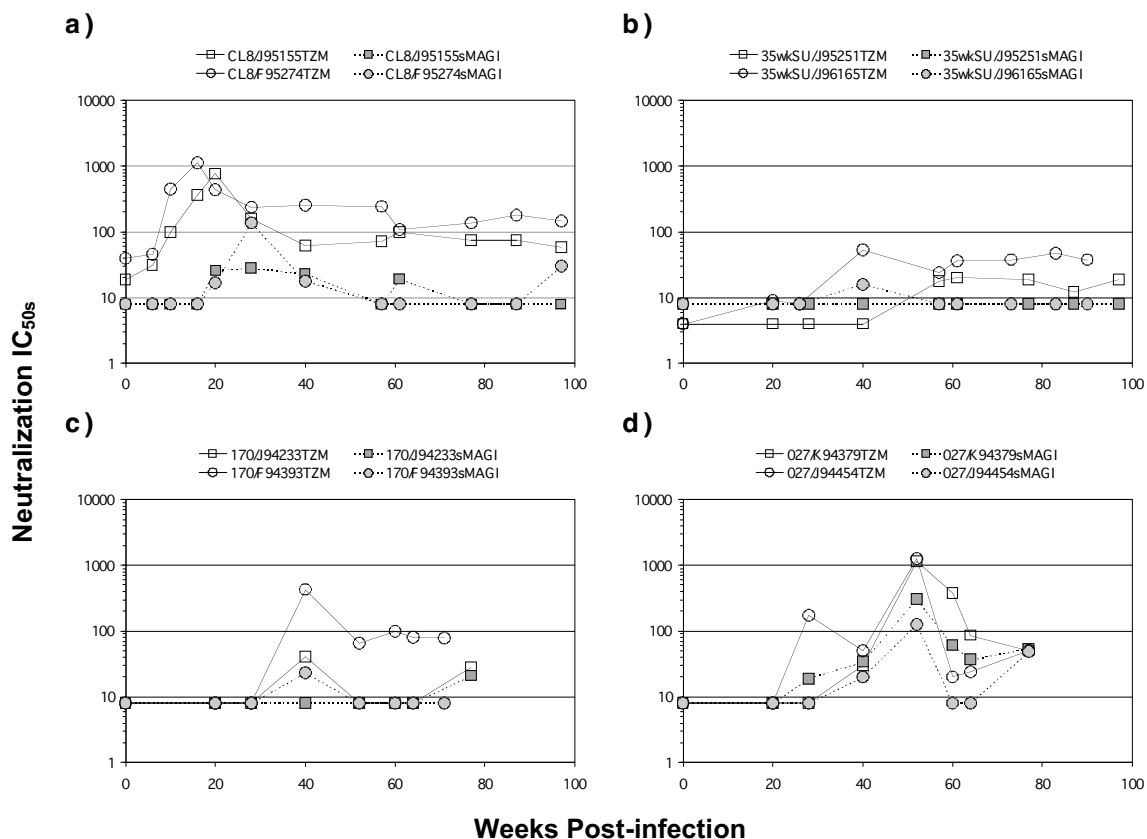 a)
CL8/J95155TZM CL8/J95155sMAGI
CL8/F95274TZM CL8/F95274sMAGI
10000
1000
100
10
1
0 20 40 60 80 100
b)
35wkSU/J95251TZM 35wkSU/J95251sMAGI
35wkSU/J96165TZM 35wkSU/J96165sMAGI
10000
1000
100
10
1
0 20 40 60 80 100
Neutralization IC50s
c)
170/J94233TZM 170/J94233sMAGI
170/F94393TZM 170/F94393sMAGI
10000
1000
100
10
1
0 20 40 60 80 100
d)
027/K94379TZM 027/K94379sMAGI
027/J94454TZM 027/J94454sMAGI
10000
1000
100
10
1
0 20 40 60 80 100
Weeks Post-infection